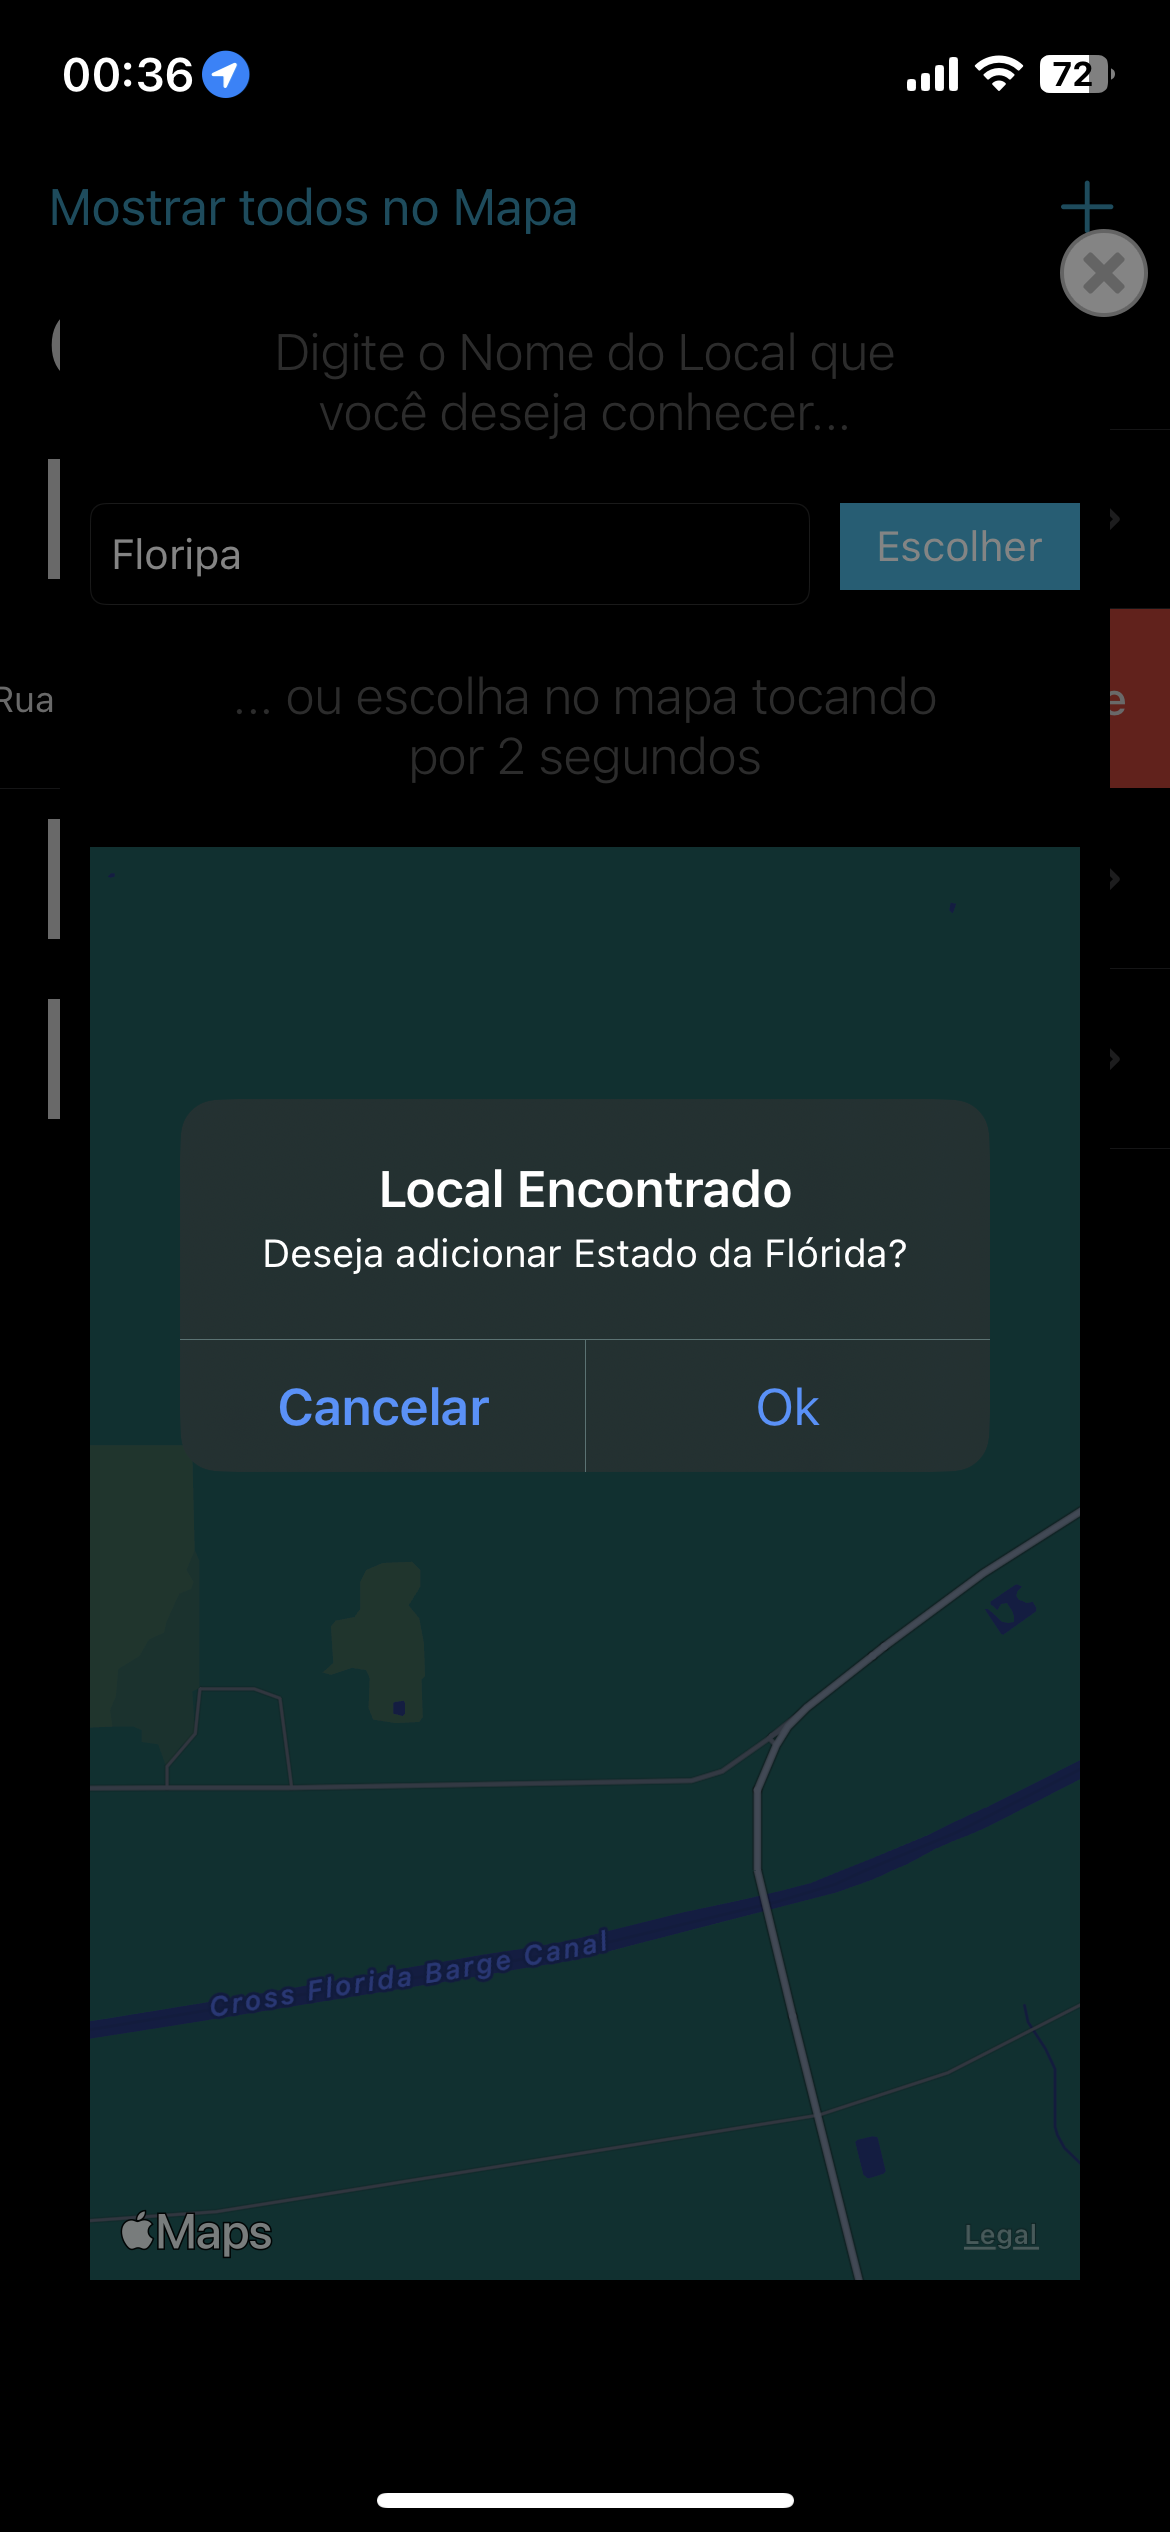 00:36
72
Mostrar todos no Mapa
Digite o Nome do Local que
você deseja conhecer...
Floripa
Escolher
Rua
... ou escolha no mapa tocando
por 2 segundos
e
Local Encontrado
Deseja adicionar Estado da Flórida?
Cancelar
Ok
Cross Florida Barge Canal
Maps
Legal